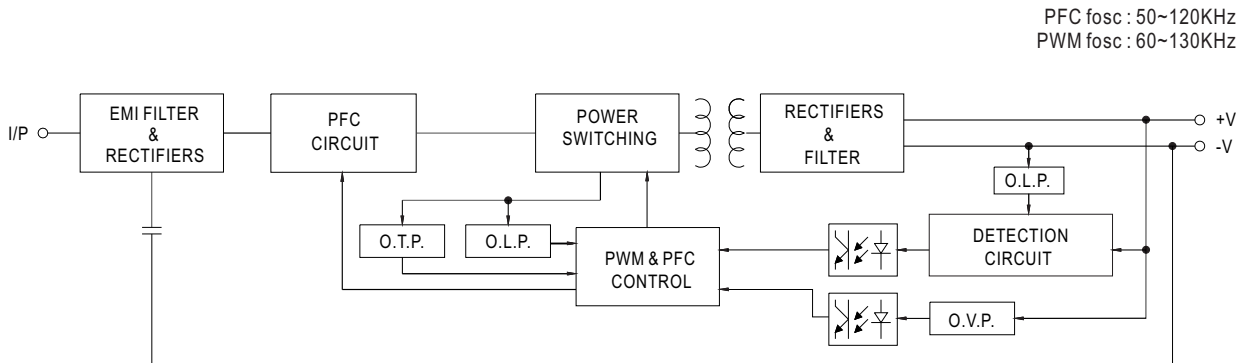 PFC fosc : 50~120KHz
PWM fosc : 60~130KHz
I/P
EMI FILTER
&
RECTIFIERS
PFC
CIRCUIT
POWER
SWITCHING
RECTIFIERS
&
FILTER
+V
-V
O.L.P.
O.T.P.
O.L.P.
PWM & PFC
CONTROL
DETECTION
CIRCUIT
O.V.P.